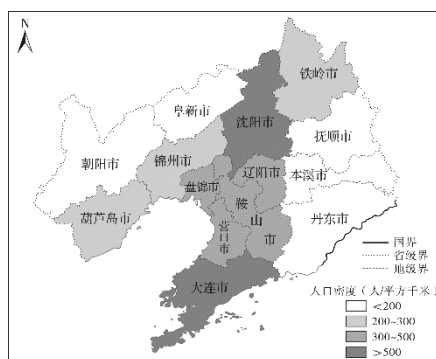 N
铁岭市
阜新市
沈阳市
抚顺市
朝阳市
锦州市
辽阳市
本溪市
盘锦市
鞍山市
葫芦岛市
营口市
丹东市
大连市
国界
省级界
地级界
人口密度（人/平方千米）
<200
200~300
300~500
>500